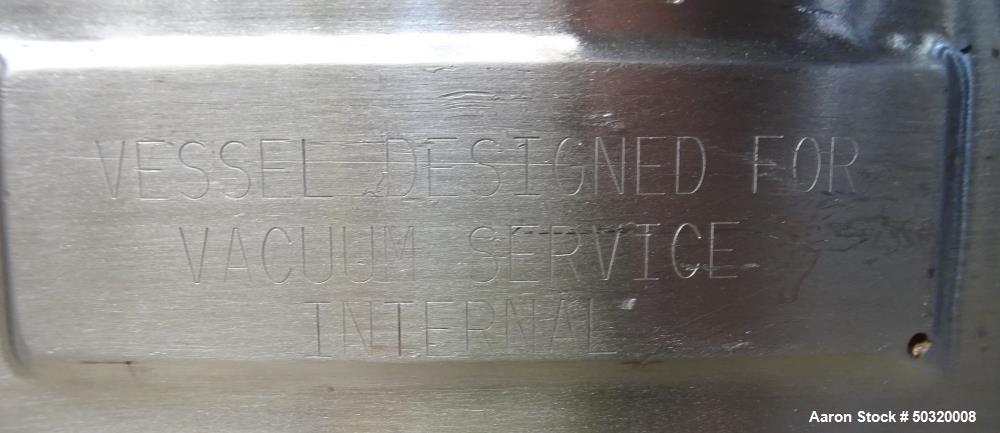 VESSEL DESIGNED FOR
VACUUM SERVICE
INTERNAL
Aaron Stock # 50320008